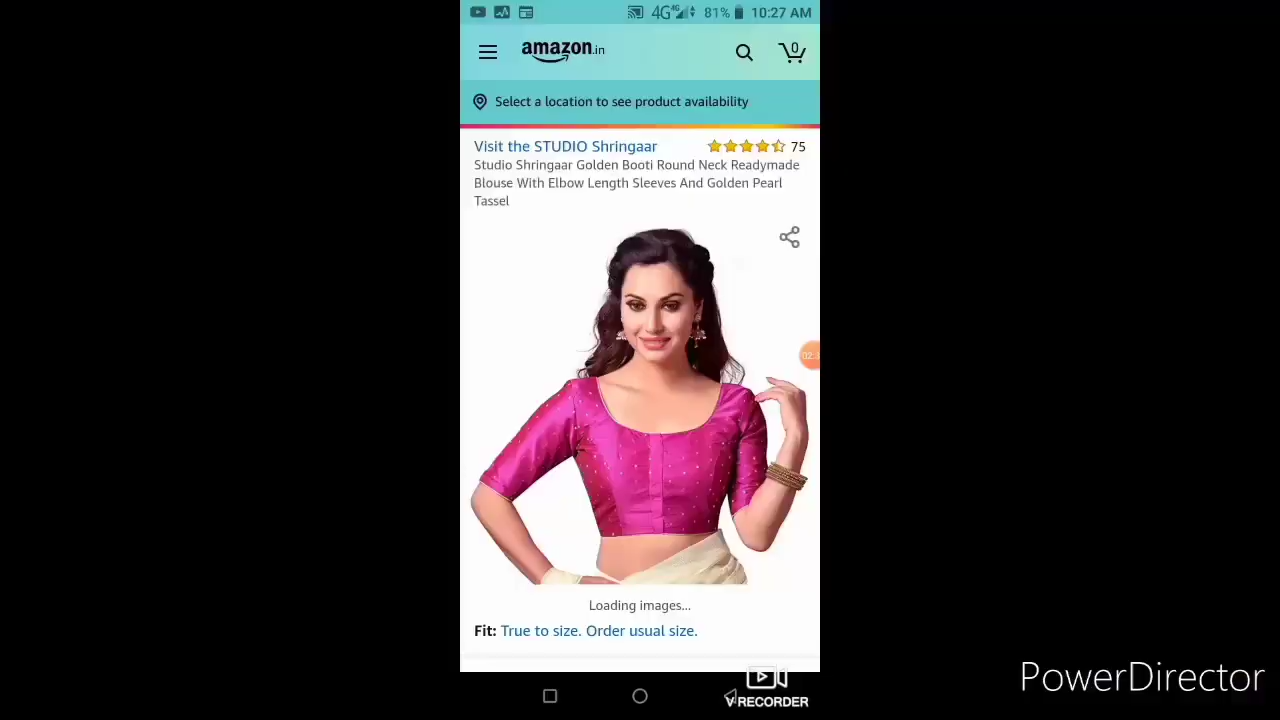 4G 4G 81% 10:27 AM
amazon.in
0
Select a location to see product availability
Visit the STUDIO Shringaar 75
Studio Shringaar Golden Booti Round Neck Readymade
Blouse With Elbow Length Sleeves And Golden Pearl
Tassel
Loading images...
Fit: True to size. Order usual size.
V RECORDER
PowerDirector